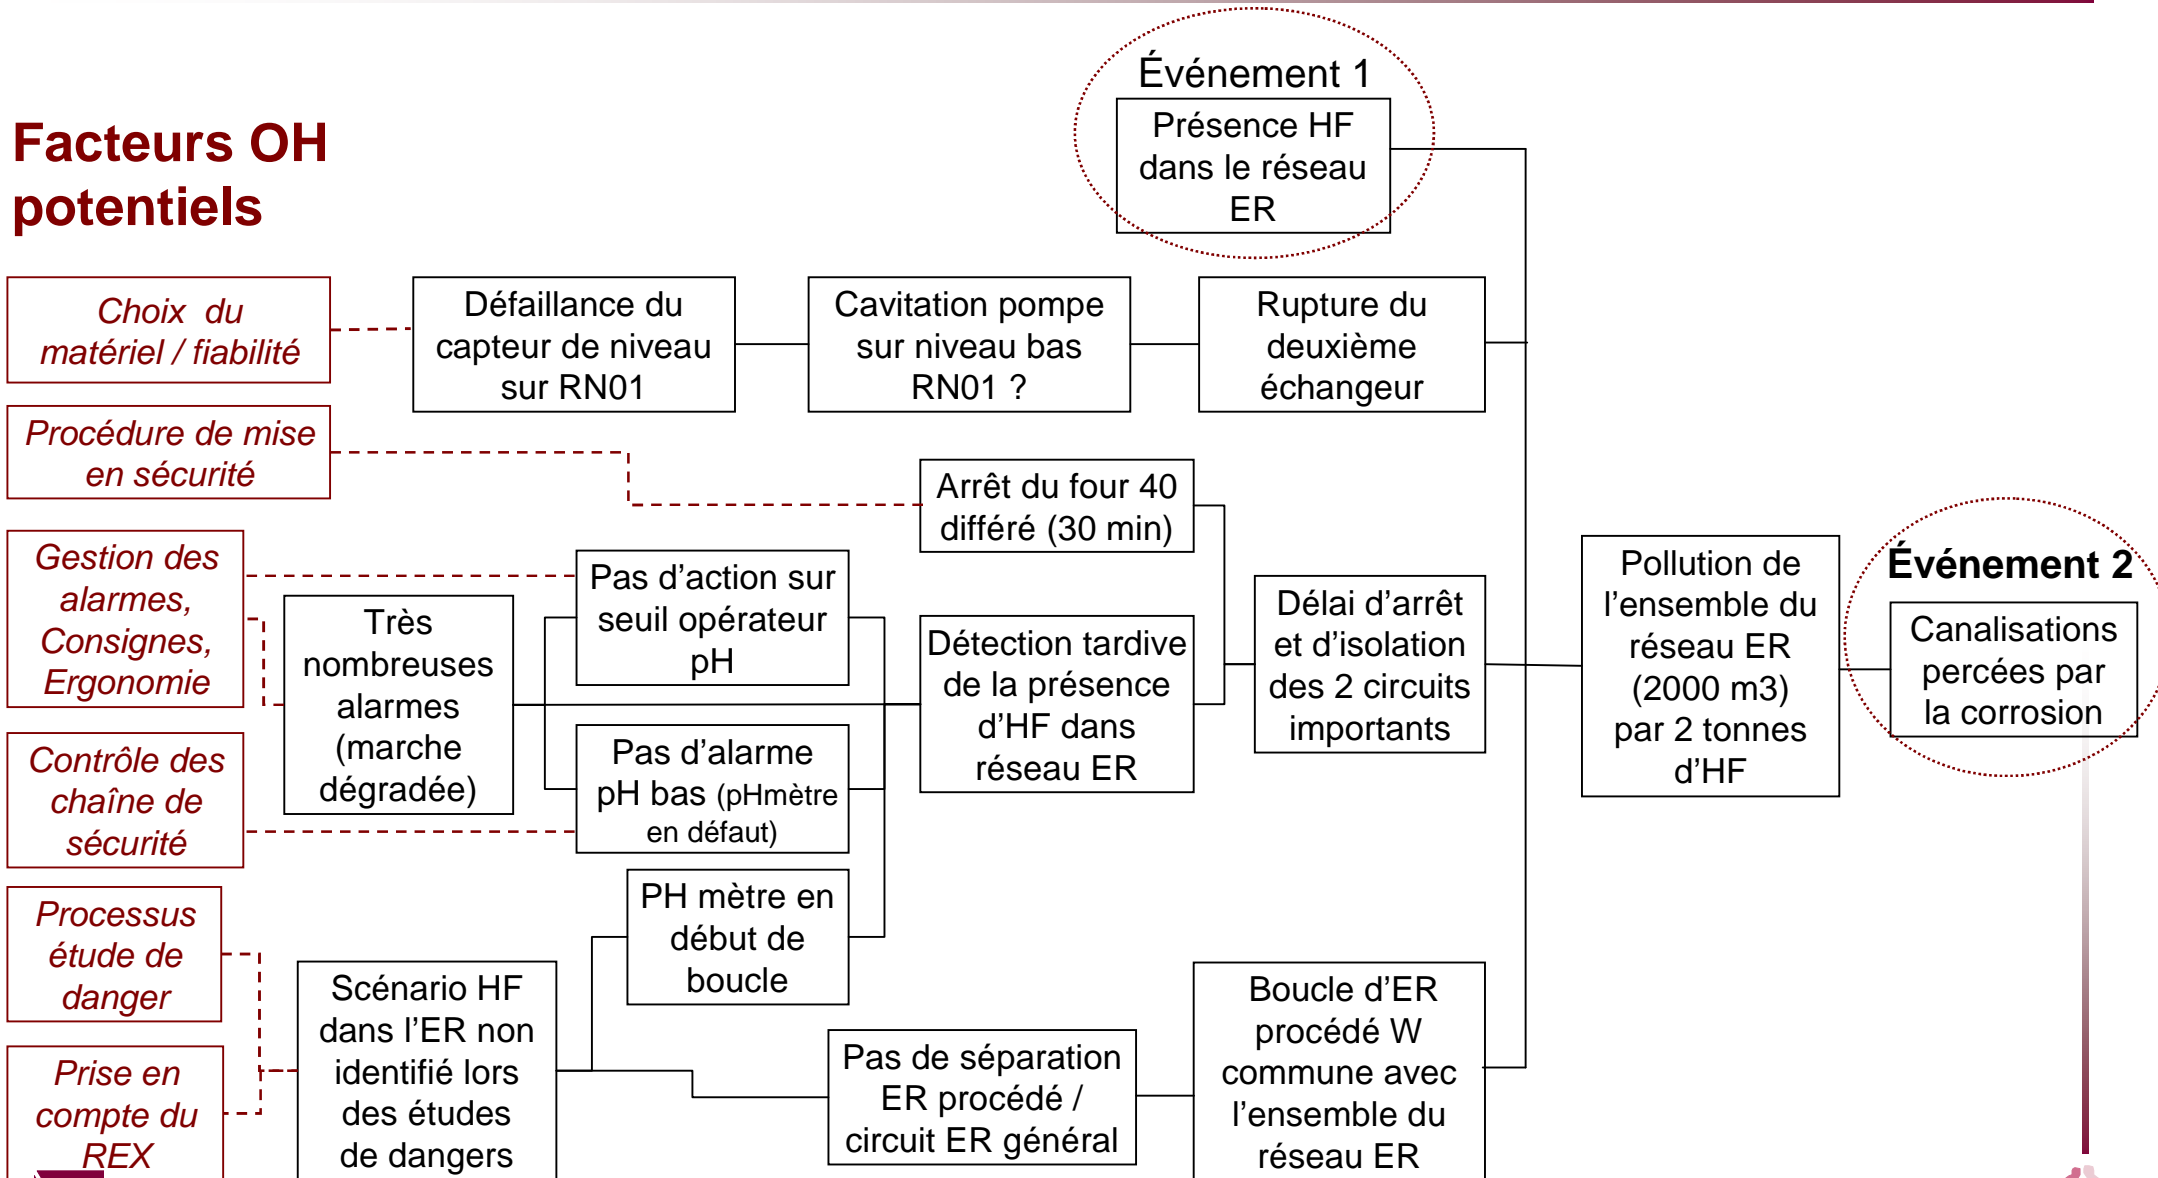 Événement 1
Présence HF
dans le réseau
ER
Facteurs OH
potentiels
Choix du
matériel / fiabilité
Défaillance du
capteur de niveau
sur RN01
Cavitation pompe
sur niveau bas
RN01 ?
Rupture du
deuxième
échangeur
Procédure de mise
en sécurité
Arrêt du four 40
différé (30 min)
Gestion des
alarmes,
Consignes,
Ergonomie
Très
nombreuses
alarmes
(marche
dégradée)
Pas d’action sur
seuil opérateur
pH
Détection tardive
de la présence
d’HF dans
réseau ER
Délai d’arrêt
et d’isolation
des 2 circuits
importants
Pollution de
l’ensemble du
réseau ER
(2000 m3)
par 2 tonnes
d’HF
Événement 2
Canalisations
percées par
la corrosion
Contrôle des
chaîne de
sécurité
Pas d’alarme
pH bas (pHmètre
en défaut)
Processus
étude de
danger
PH mètre en
début de
boucle
Prise en
compte du
REX
Scénario HF
dans l’ER non
identifié lors
des études
de dangers
Pas de séparation
ER procédé /
circuit ER général
Boucle d’ER
procédé W
commune avec
l’ensemble du
réseau ER